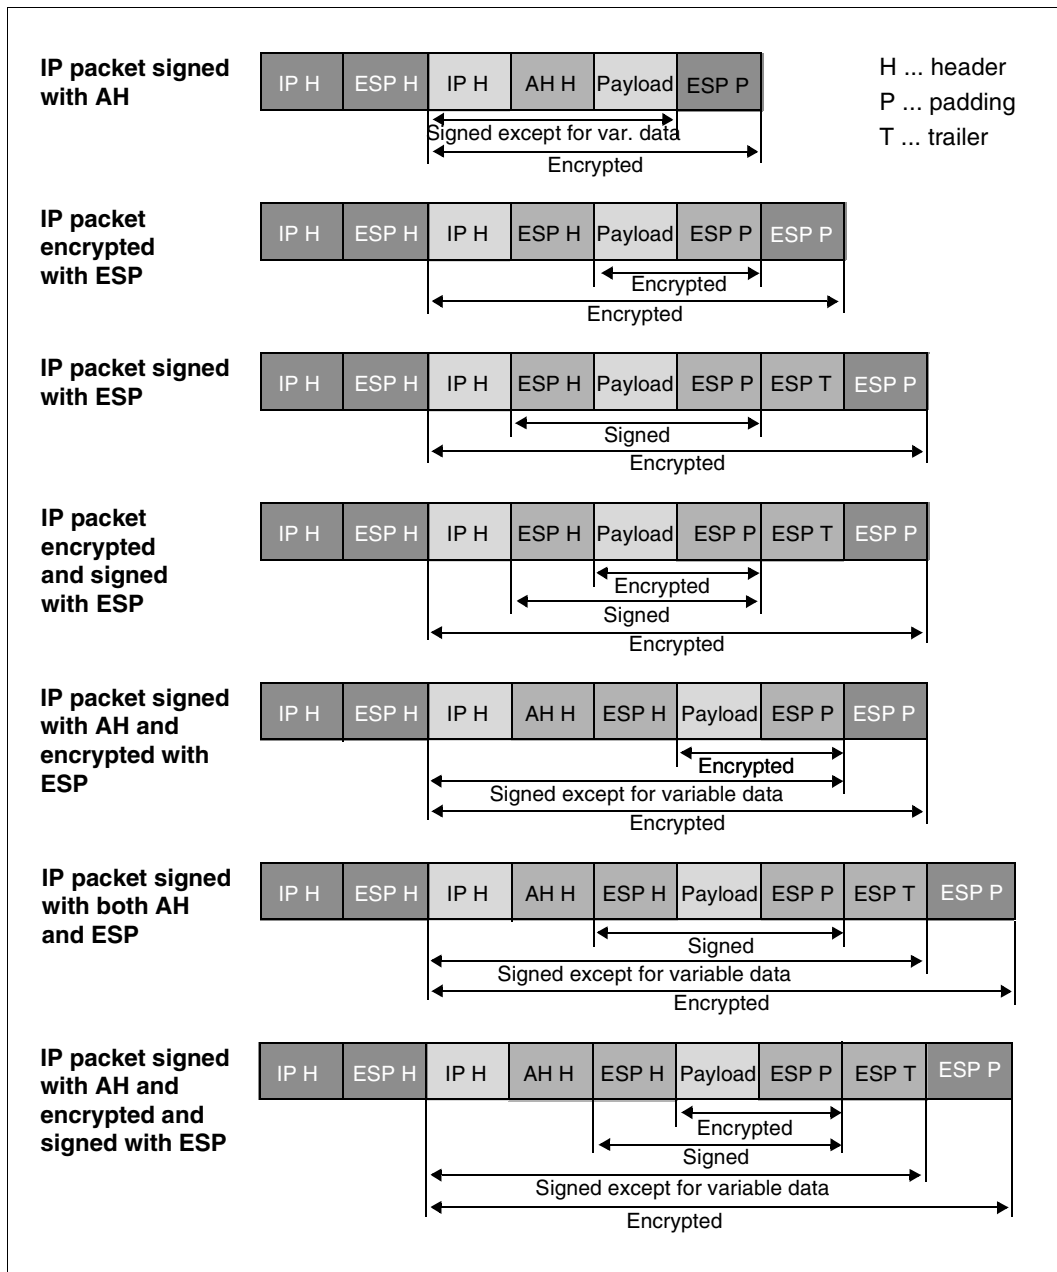 IP packet signed
with AH
IP H ESP H IP H AH H Payload ESP P
Signed except for var. data
Encrypted
H ... header
P ... padding
T ... trailer
IP packet
encrypted
with ESP
IP H ESP H IP H ESP H Payload ESP P ESP P
Encrypted
Encrypted
IP packet signed
with ESP
IP H ESP H IP H ESP H Payload ESP P ESP T ESP P
Signed
Encrypted
IP packet
encrypted
and signed
with ESP
IP H ESP H IP H ESP H Payload ESP P ESP T ESP P
Encrypted
Signed
Encrypted
IP packet signed
with AH and
encrypted with
ESP
IP H ESP H IP H AH H ESP H Payload ESP P ESP P
Encrypted
Signed except for variable data
Encrypted
IP packet signed
with both AH
and ESP
IP H ESP H IP H AH H ESP H Payload ESP P ESP T ESP P
Signed
Signed except for variable data
Encrypted
IP packet signed
with AH and
encrypted and
signed with ESP
IP H ESP H IP H AH H ESP H Payload ESP P ESP T ESP P
Encrypted
Signed
Signed except for variable data
Encrypted